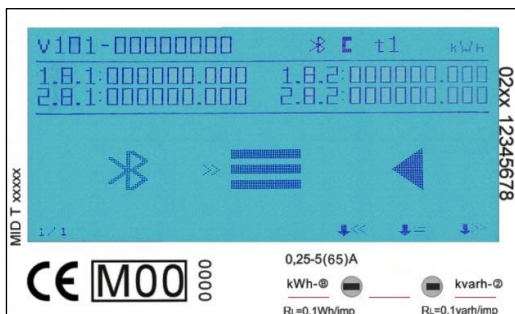 V101-00000000 t1 kWh
1.8.1:000000.000 1.8.2:000000.000
2.8.1:000000.000 2.8.2:000000.000
>>
1/1 << = >>
MID T xxxxx
02xx 12345678
CE M00 0000
0,25-5(65)A
kWh-⑧ kvarh-②
RL=0.1Wh/imp RL=0.1varh/imp